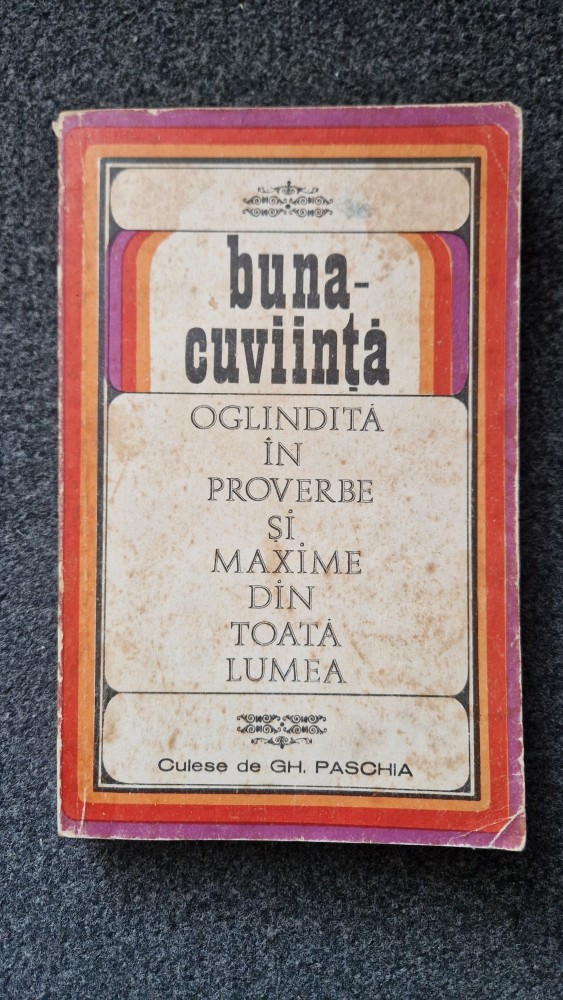 buna-
cuviință
OGLINDITĂ
ÎN
PROVERBE
ȘI
MAXIME
DIN
TOATĂ
LUMEA
Culese de GH. PASCHIA